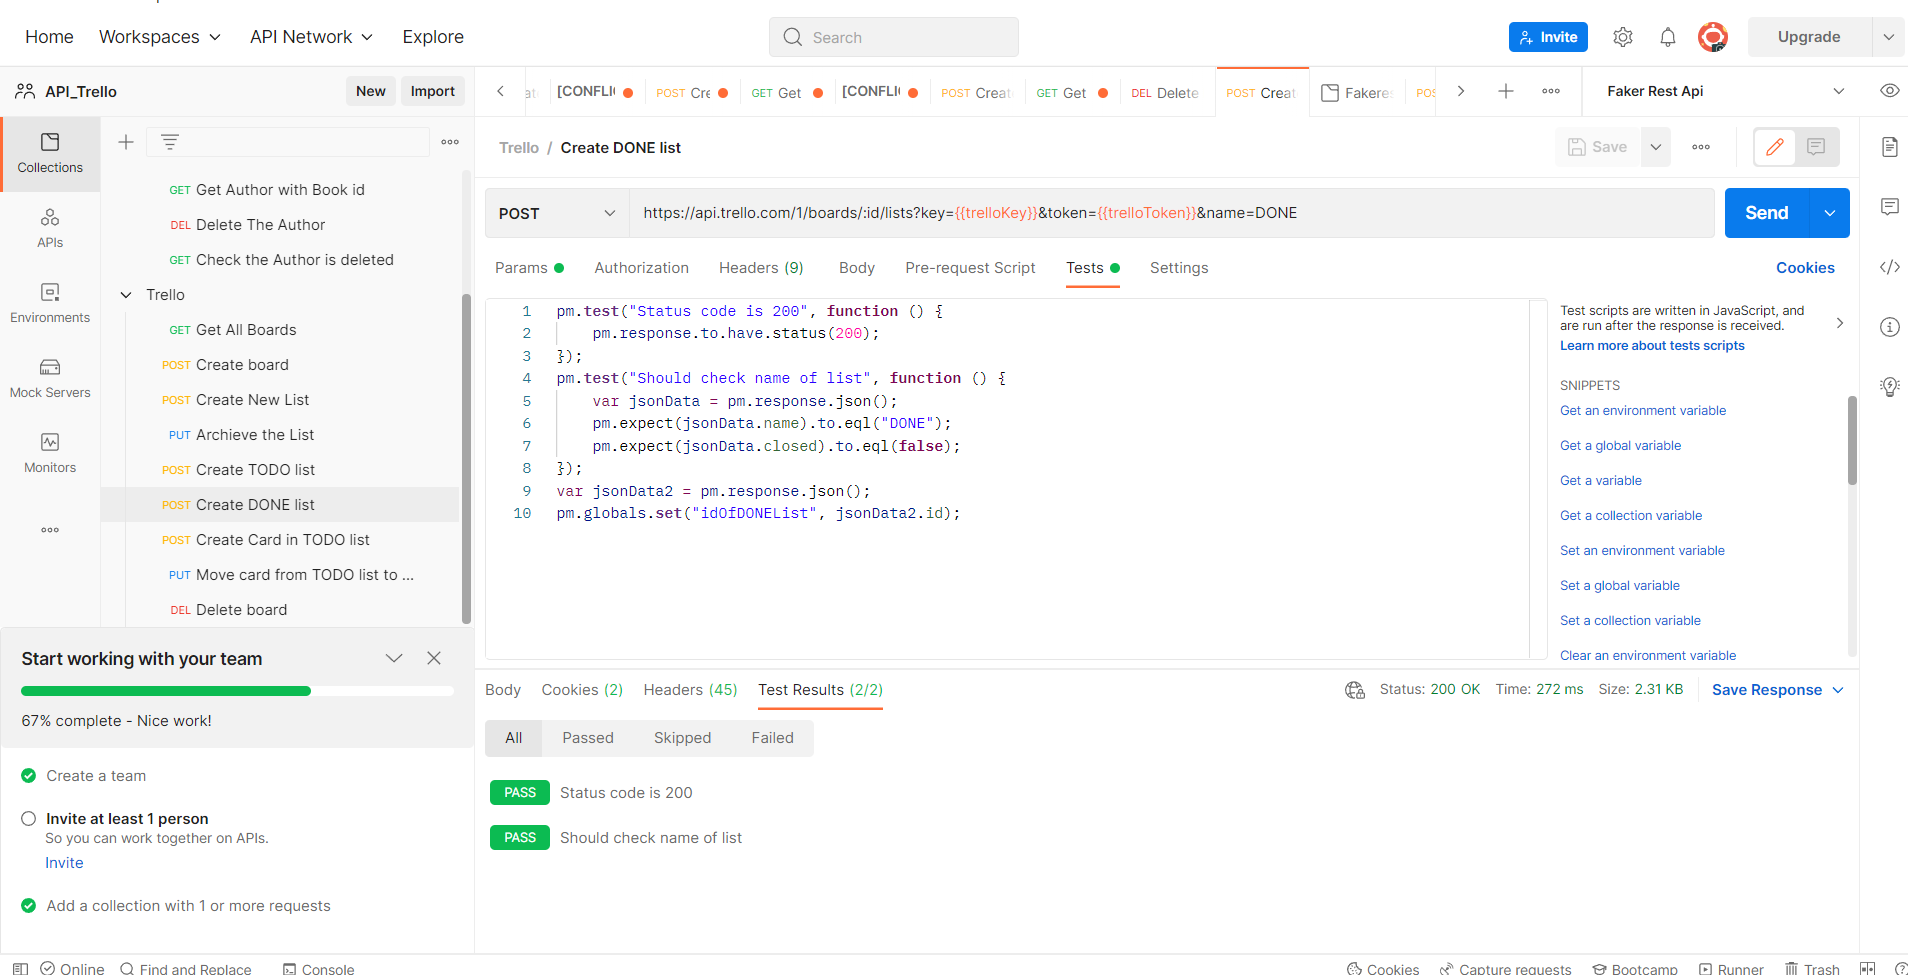 Home Workspaces API Network Explore Search Invite Upgrade
API_Trello New Import
[CONFLI POST Cre GET Get [CONFLI POST Creat GET Get DEL Delete POST Creat Fakere POS
Faker Rest Api
Collections
APIs
Environments
Mock Servers
Monitors
GET Get Author with Book id
DEL Delete The Author
GET Check the Author is deleted
Trello
GET Get All Boards
POST Create board
POST Create New List
PUT Archieve the List
POST Create TODO list
POST Create DONE list
POST Create Card in TODO list
PUT Move card from TODO list to ...
DEL Delete board
Start working with your team
67% complete - Nice work!
Create a team
Invite at least 1 person
So you can work together on APIs.
Invite
Add a collection with 1 or more requests
Trello / Create DONE list Save
POST https://api.trello.com/1/boards/:id/lists?key={{trelloKey}}&token={{trelloToken}}&name=DONE Send
Params Authorization Headers (9) Body Pre-request Script Tests Settings Cookies
1 pm.test("Status code is 200", function () {
2 pm.response.to.have.status(200);
3 });
4 pm.test("Should check name of list", function () {
5 var jsonData = pm.response.json();
6 pm.expect(jsonData.name).to.eql("DONE");
7 pm.expect(jsonData.closed).to.eql(false);
8 });
9 var jsonData2 = pm.response.json();
10 pm.globals.set("idOfDONEList", jsonData2.id);
Test scripts are written in JavaScript, and
are run after the response is received.
Learn more about tests scripts
SNIPPETS
Get an environment variable
Get a global variable
Get a variable
Get a collection variable
Set an environment variable
Set a global variable
Set a collection variable
Clear an environment variable
Body Cookies (2) Headers (45) Test Results (2/2) Status: 200 OK Time: 272 ms Size: 2.31 KB Save Response
All Passed Skipped Failed
PASS Status code is 200
PASS Should check name of list
Online Find and Replace Console Cookies Capture requests Bootcamp Runner Trash